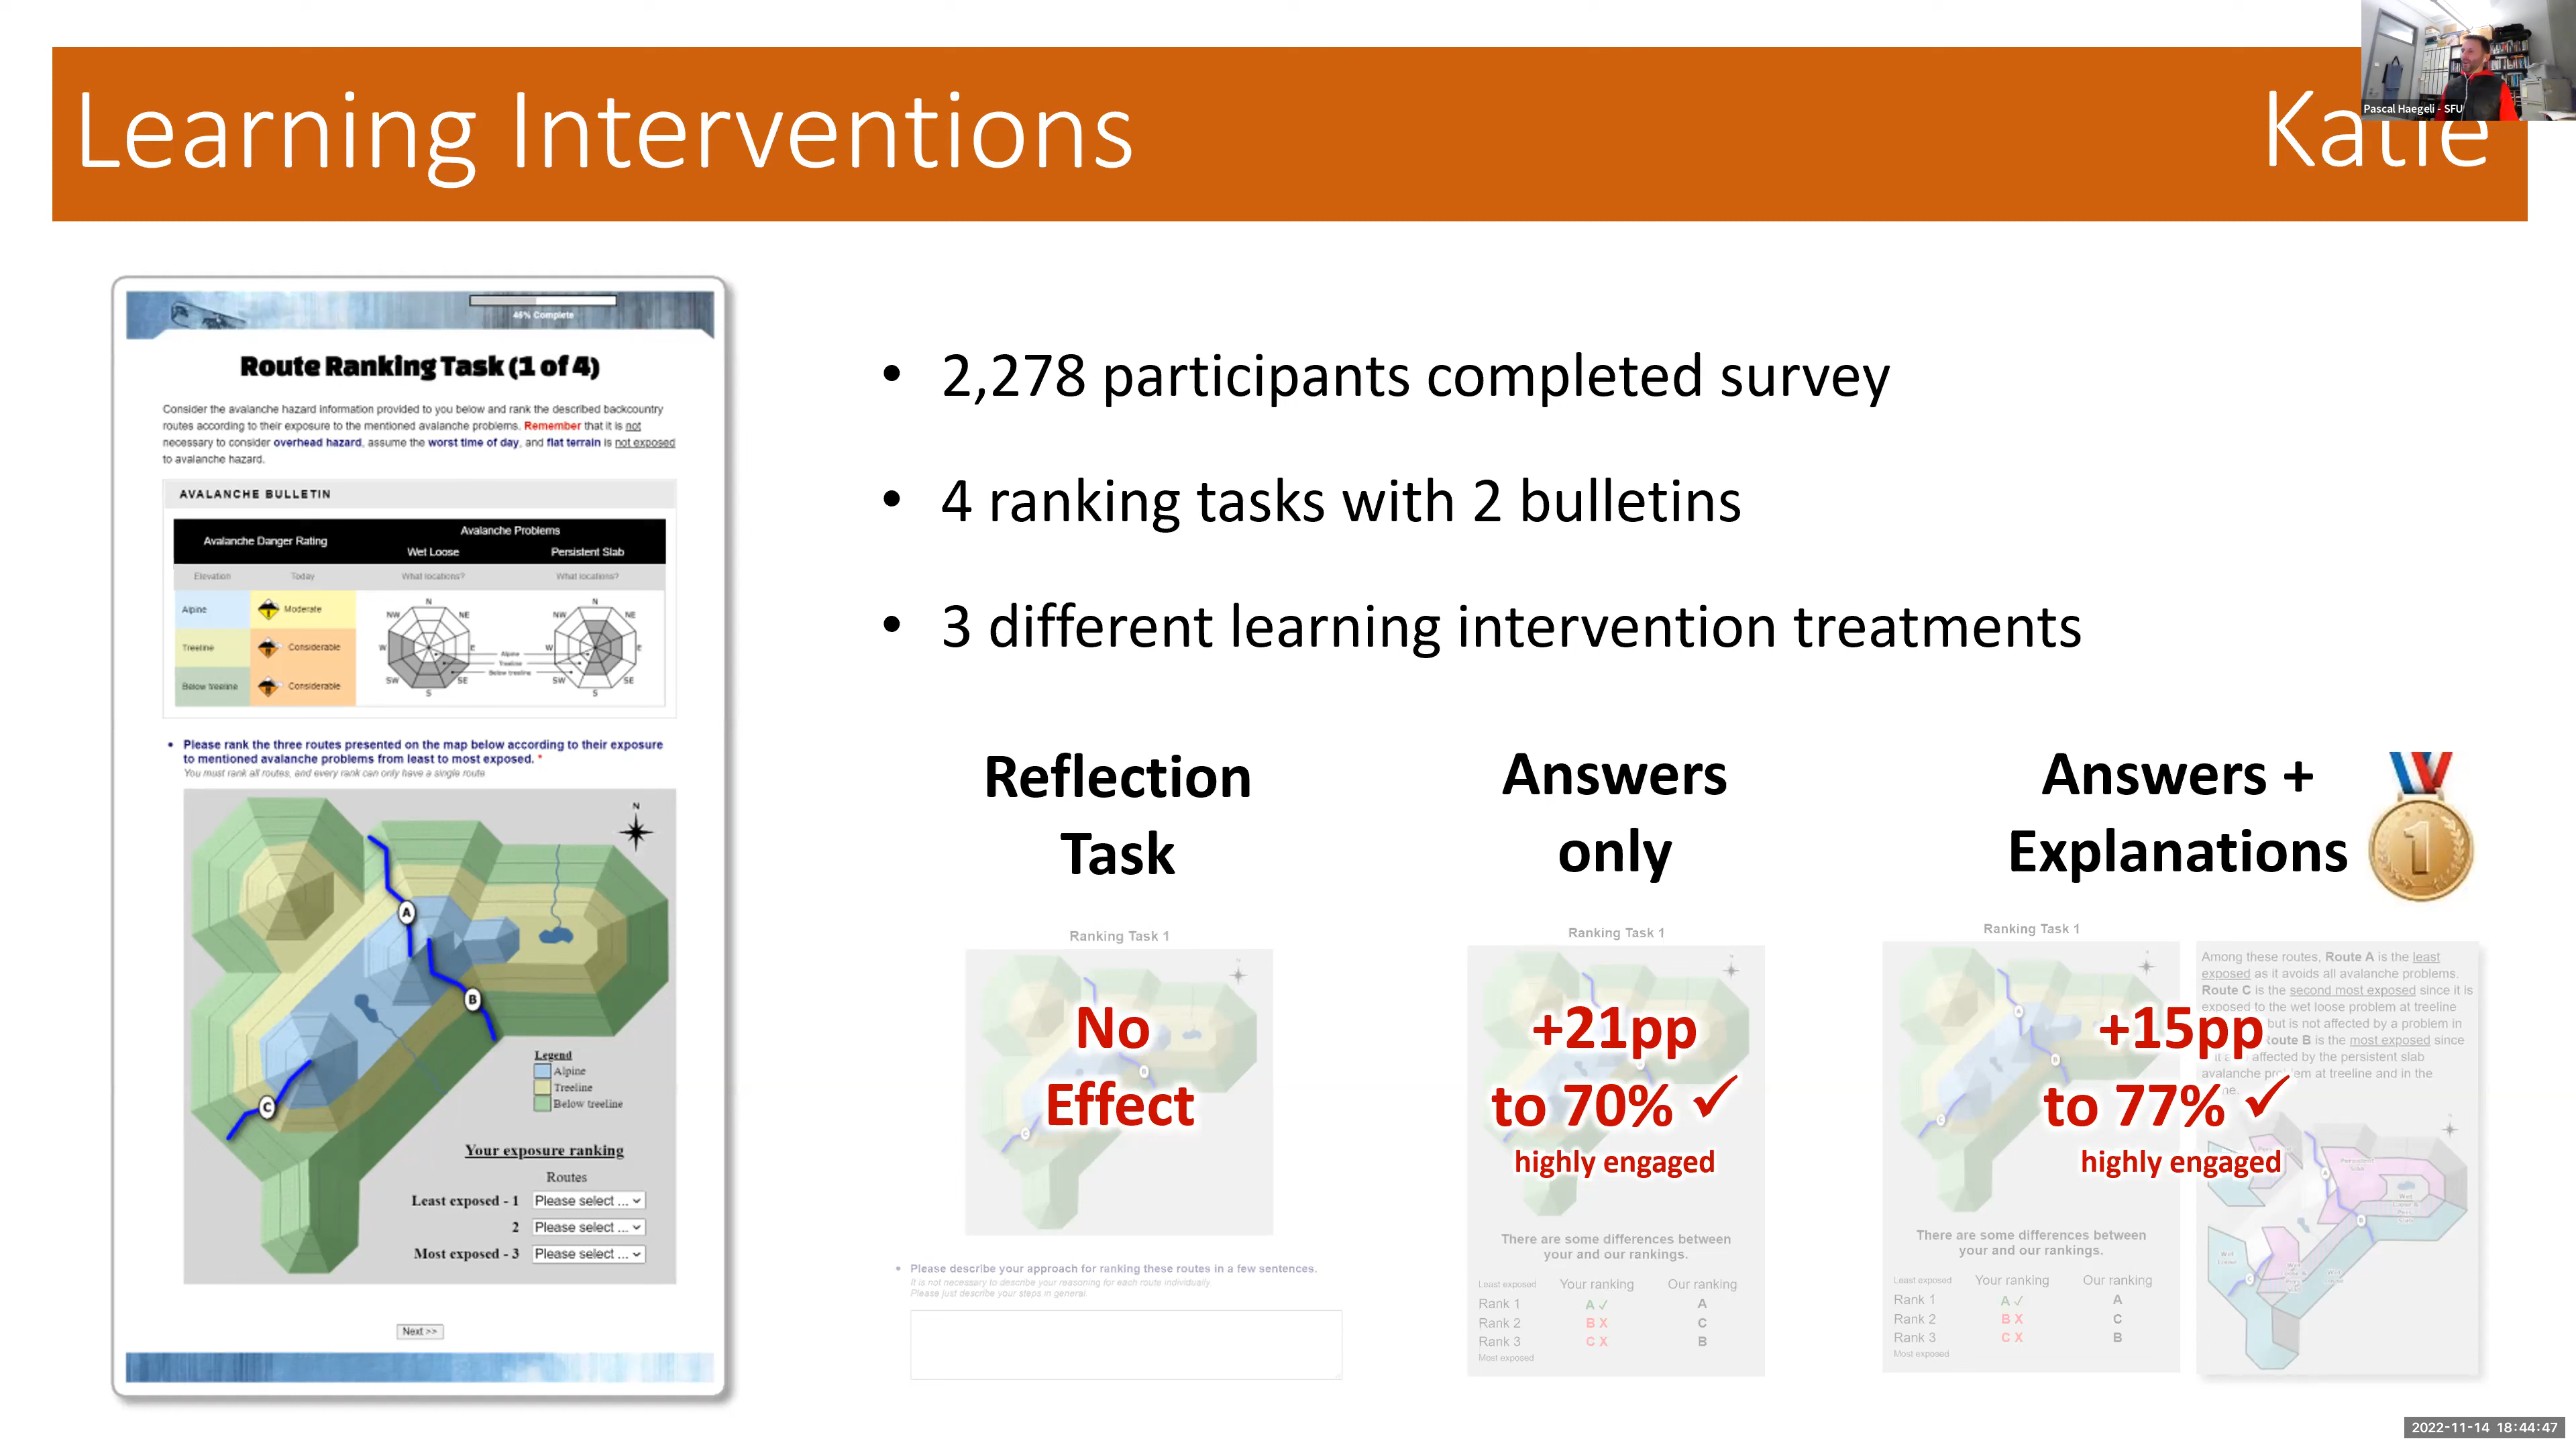 Learning Interventions
Katie
Pascal Haegeli - SFU
45% Complete
Route Ranking Task (1 of 4)
Consider the avalanche hazard information provided to you below and rank the described backcountry
routes according to their exposure to the mentioned avalanche problems. Remember that it is not
necessary to consider overhead hazard, assume the worst time of day, and flat terrain is not exposed
to avalanche hazard.
AVALANCHE BULLETIN
Avalanche Danger Rating
Avalanche Problems
Wet Loose
Persistent Slab
Elevation
Today
What locations?
What locations?
Alpine
Moderate
Treeline
Considerable
Below treeline
Considerable
N
NW
NE
W
E
SW
SE
S
Alpine
Treeline
Below treeline
N
NW
NE
W
E
SW
SE
S
• Please rank the three routes presented on the map below according to their exposure
to mentioned avalanche problems from least to most exposed. *
You must rank all routes, and every rank can only have a single route
N
A
B
C
Legend
Alpine
Treeline
Below treeline
Your exposure ranking
Routes
Least exposed - 1 Please select ...
2 Please select ...
Most exposed - 3 Please select ...
Next >>
• 2,278 participants completed survey
• 4 ranking tasks with 2 bulletins
• 3 different learning intervention treatments
Reflection
Task
Ranking Task 1
No
Effect
• Please describe your approach for ranking these routes in a few sentences.
It is not necessary to describe your reasoning for each route individually
Please just describe your steps in general
Answers
only
Ranking Task 1
+21pp
to 70% ✓
highly engaged
There are some differences between
your and our rankings.
Least exposed Your ranking Our ranking
Rank 1 A ✓ A
Rank 2 B X C
Rank 3 C X B
Most exposed
Answers +
Explanations
1
Ranking Task 1
+15pp
to 77% ✓
highly engaged
There are some differences between
your and our rankings.
Least exposed Your ranking Our ranking
Rank 1 A ✓ A
Rank 2 B X C
Rank 3 C X B
Most exposed
Among these routes, Route A is the least
exposed as it avoids all avalanche problems.
Route C is the second most exposed since it is
exposed to the wet loose problem at treeline
but is not affected by a problem in
Route B is the most exposed since
affected by the persistent slab
avalanche problem at treeline and in the
2022-11-14 18:44:47